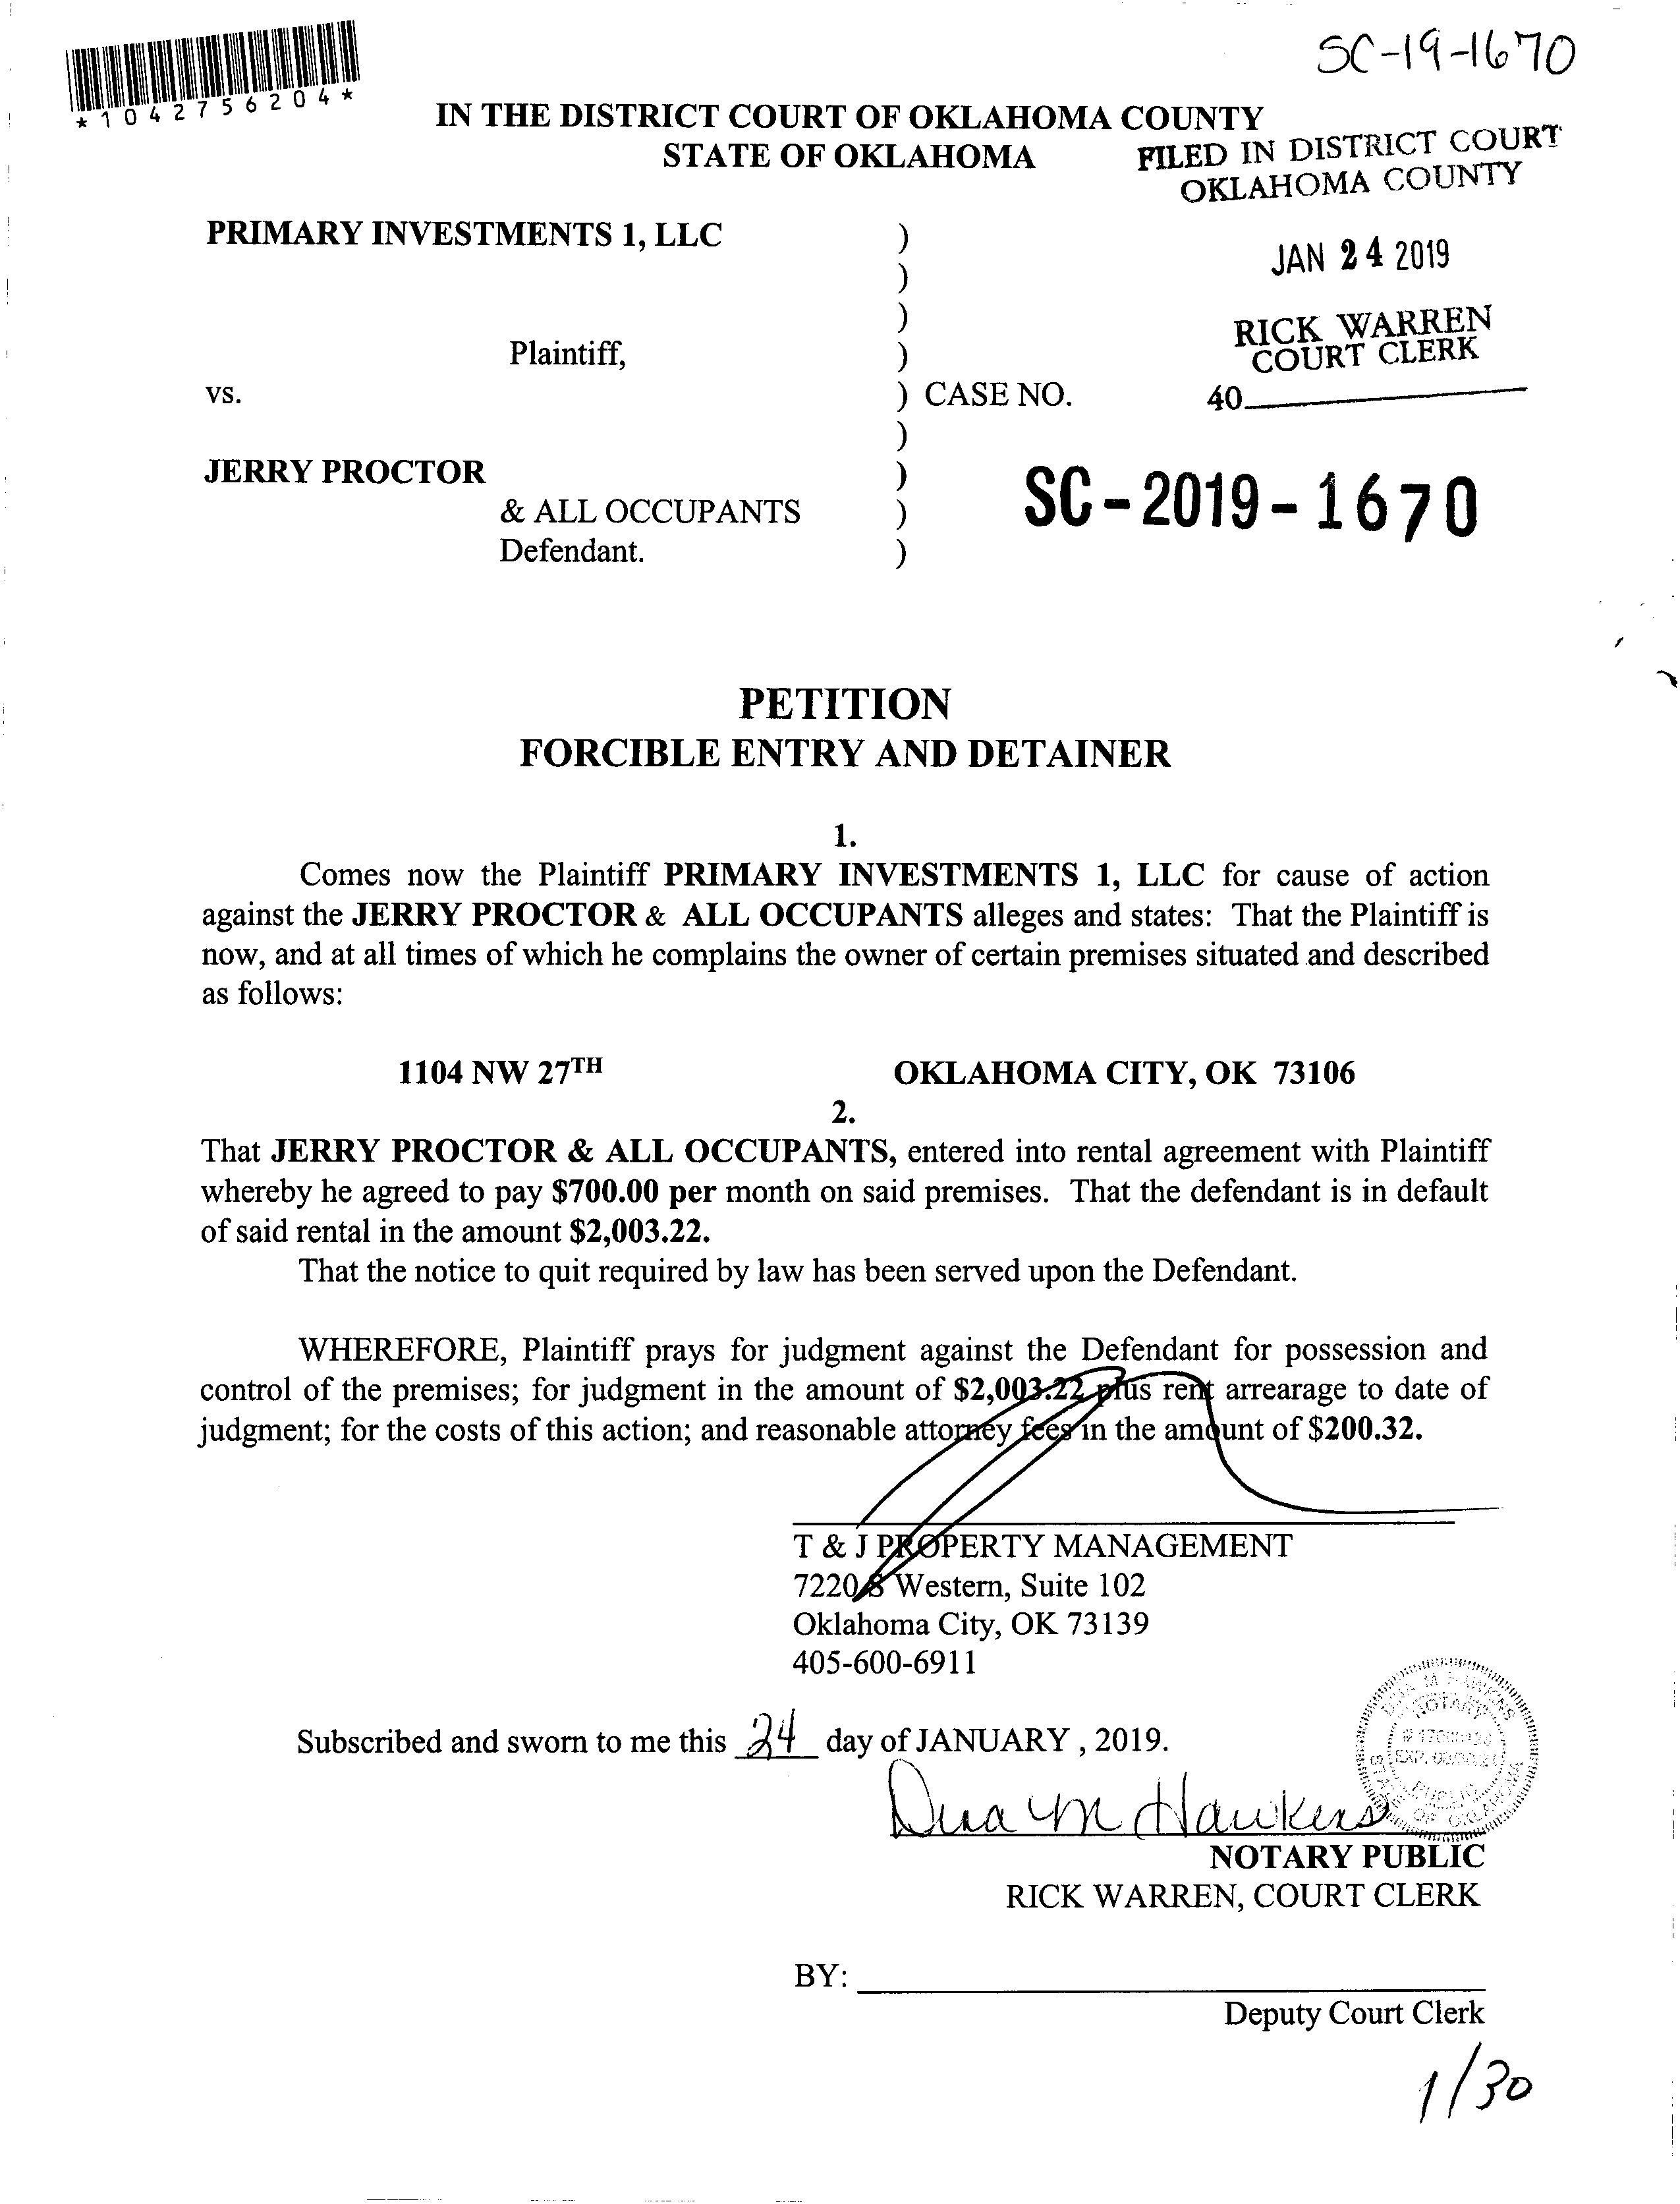 SC-19-1670
*1042756204*
IN THE DISTRICT COURT OF OKLAHOMA COUNTY
STATE OF OKLAHOMA
FILED IN DISTRICT COURT
OKLAHOMA COUNTY
PRIMARY INVESTMENTS 1, LLC )
)
JAN 24 2019
)
RICK WARREN
COURT CLERK
Plaintiff, )
vs. ) CASE NO. 40
)
JERRY PROCTOR )
SC-2019-1670
& ALL OCCUPANTS )
Defendant. )
PETITION
FORCIBLE ENTRY AND DETAINER
1.
Comes now the Plaintiff PRIMARY INVESTMENTS 1, LLC for cause of action
against the JERRY PROCTOR & ALL OCCUPANTS alleges and states: That the Plaintiff is
now, and at all times of which he complains the owner of certain premises situated and described
as follows:
1104 NW 27TH OKLAHOMA CITY, OK 73106
2.
That JERRY PROCTOR & ALL OCCUPANTS, entered into rental agreement with Plaintiff
whereby he agreed to pay $700.00 per month on said premises. That the defendant is in default
of said rental in the amount $2,003.22.
That the notice to quit required by law has been served upon the Defendant.
WHEREFORE, Plaintiff prays for judgment against the Defendant for possession and
control of the premises; for judgment in the amount of $2,003.22 plus rent arrearage to date of
judgment; for the costs of this action; and reasonable attorney fees in the amount of $200.32.
T & J PROPERTY MANAGEMENT
7220 S Western, Suite 102
Oklahoma City, OK 73139
405-600-6911
Subscribed and sworn to me this 24 day of JANUARY , 2019.
M Hawkins
NOTARY PUBLIC
RICK WARREN, COURT CLERK
BY:
Deputy Court Clerk
1/30